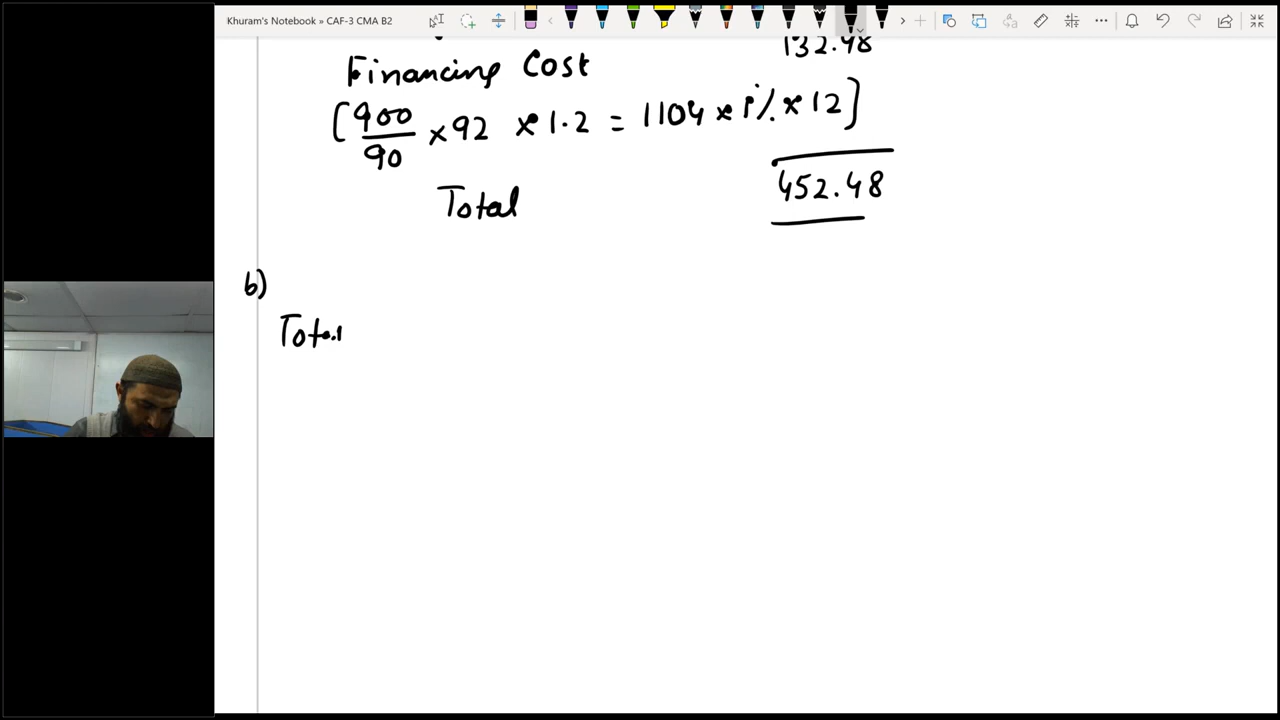 Khuram's Notebook » CAF-3 CMA B2
132.48
Financing Cost
[900/90 × 92 × 1.2 = 1104 × 1% × 12]
Total 452.48
b)
Total